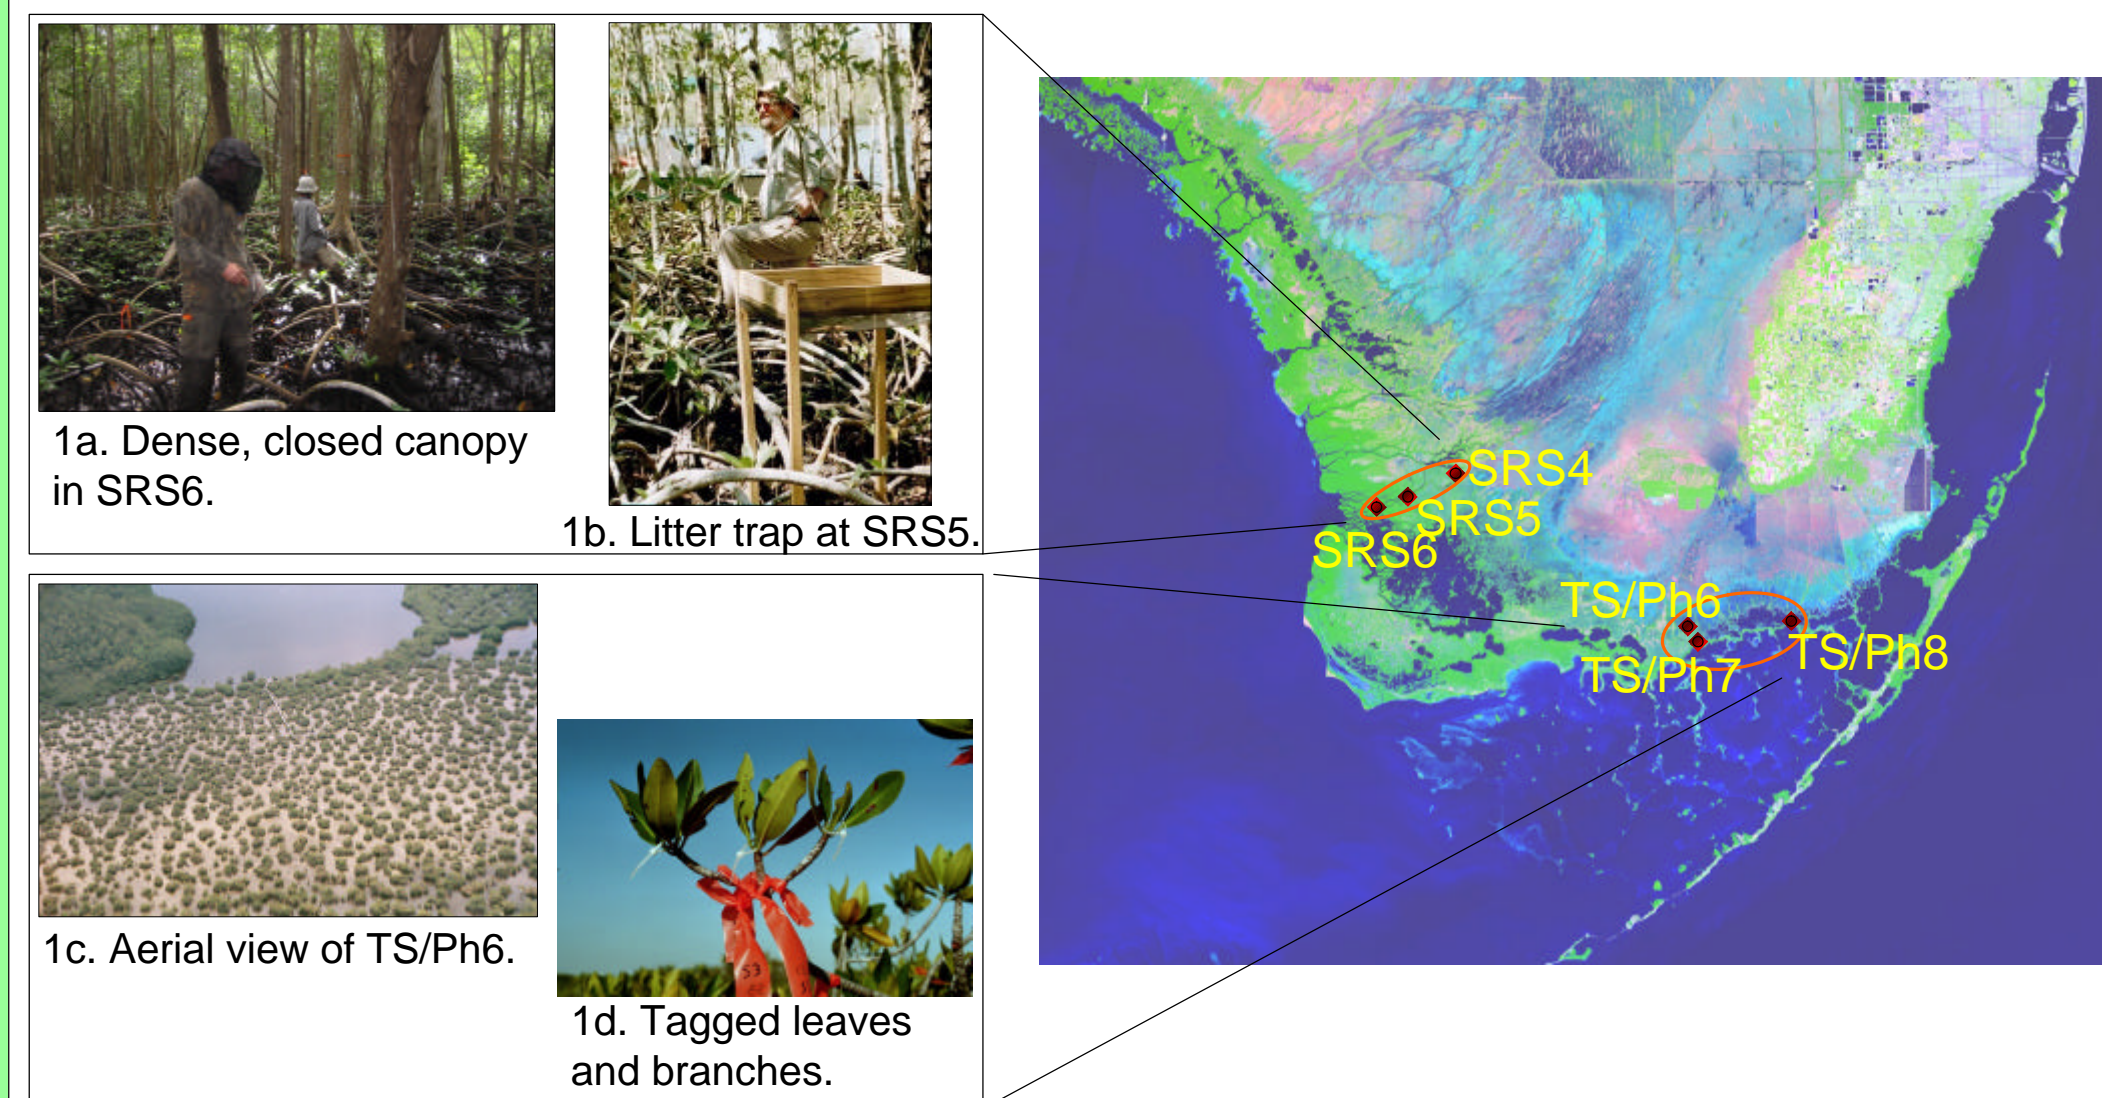 1a. Dense, closed canopy
in SRS6.
1b. Litter trap at SRS5.
1c. Aerial view of TS/Ph6.
53
1d. Tagged leaves
and branches.
SRS4
SRS5
SRS6
TS/Ph6
TS/Ph7
TS/Ph8